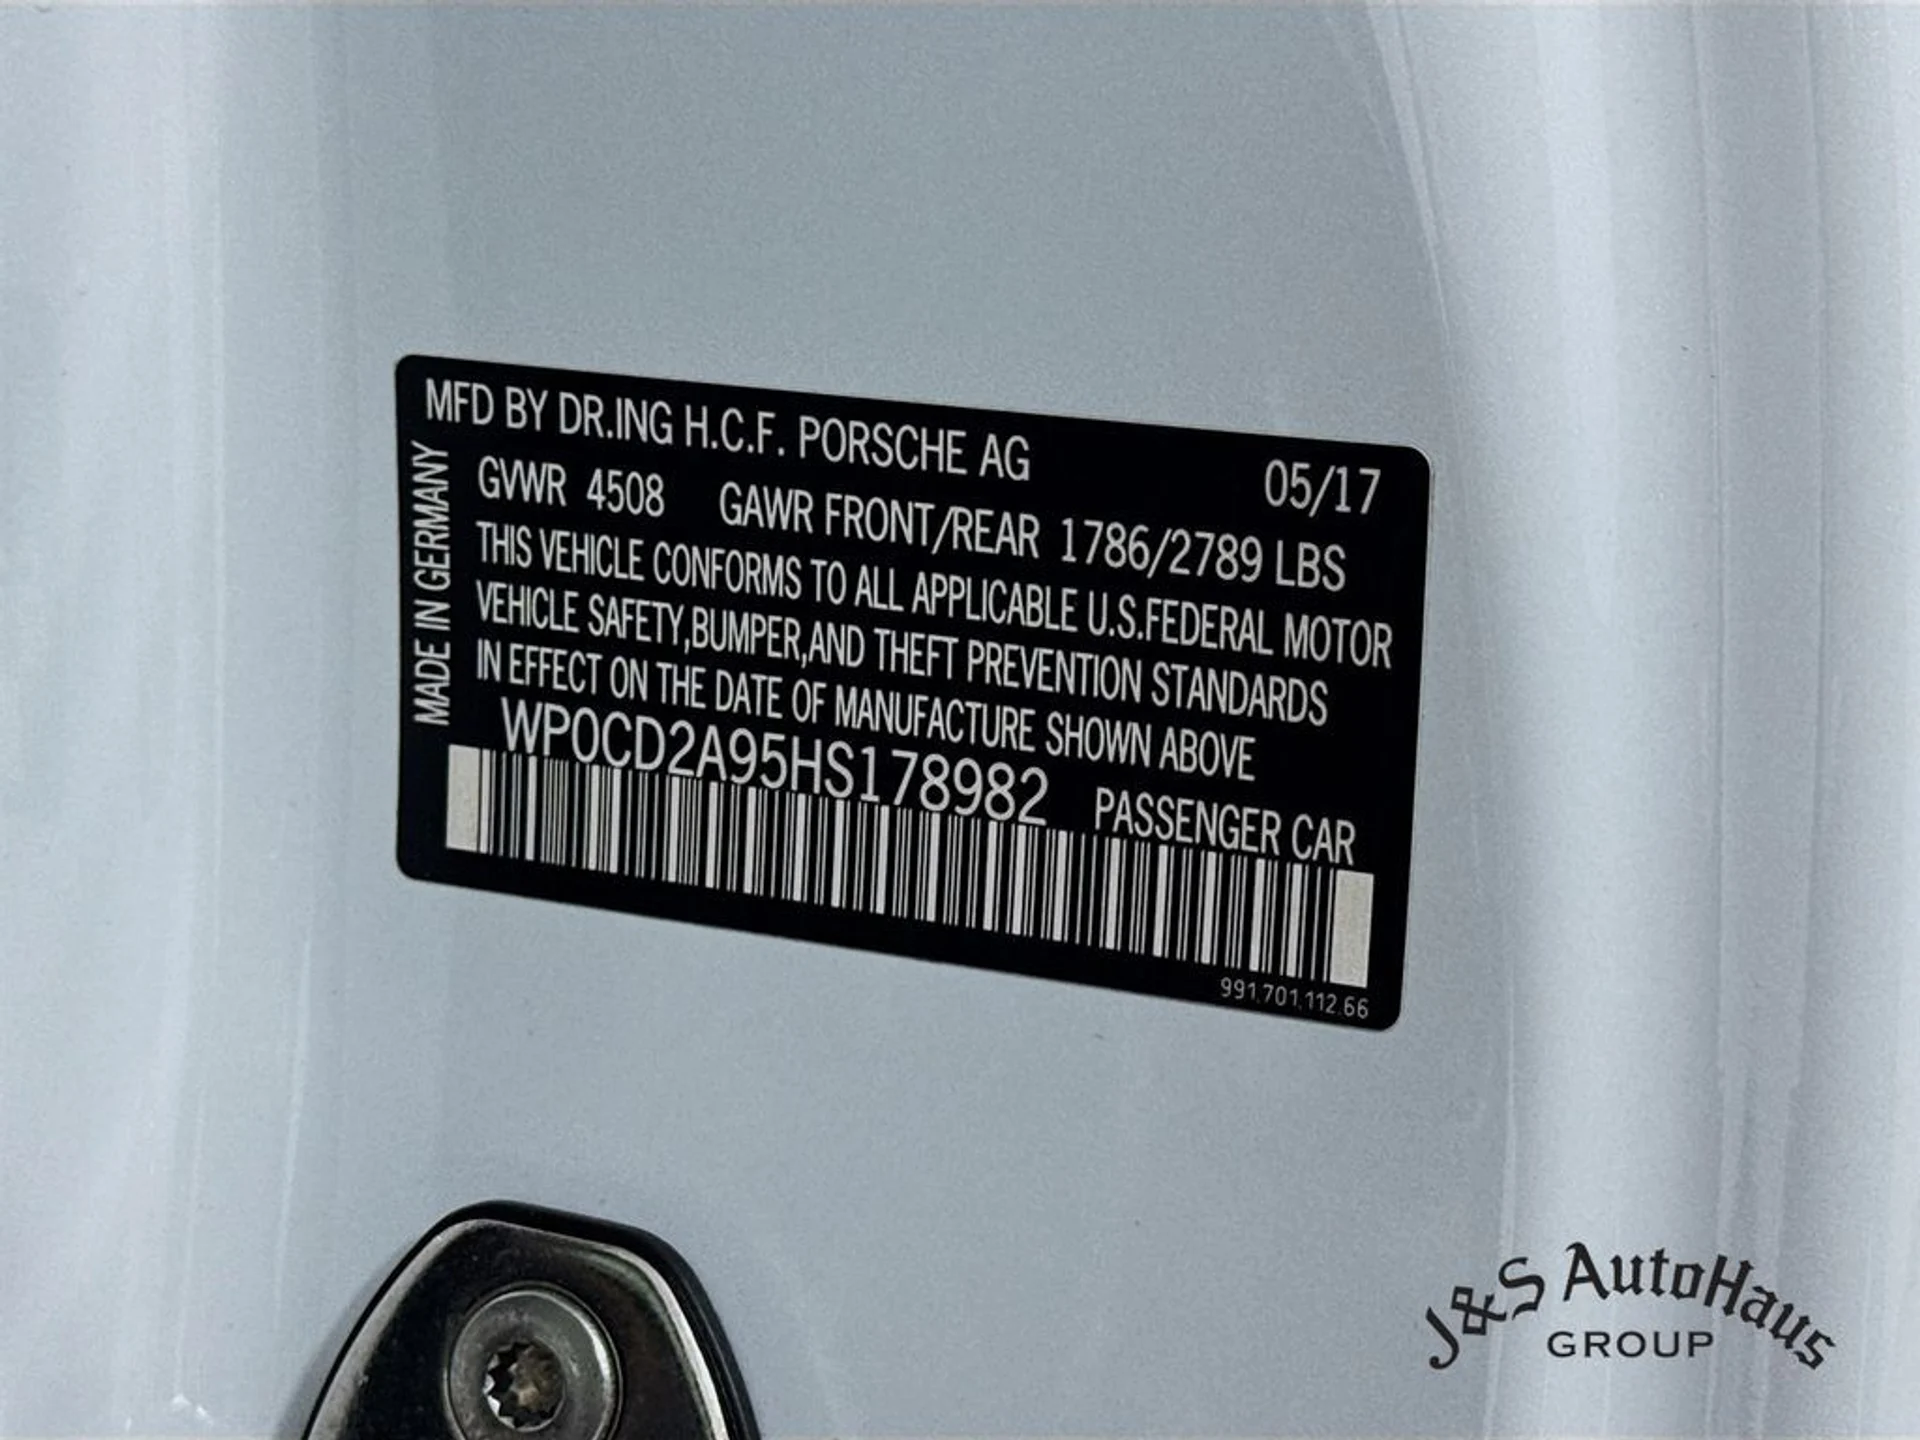 MFD BY DR.ING H.C.F. PORSCHE AG 05/17
GVWR 4508 GAWR FRONT/REAR 1786/2789 LBS
THIS VEHICLE CONFORMS TO ALL APPLICABLE U.S.FEDERAL MOTOR
VEHICLE SAFETY,BUMPER,AND THEFT PREVENTION STANDARDS
IN EFFECT ON THE DATE OF MANUFACTURE SHOWN ABOVE
WP0CD2A95HS178982 PASSENGER CAR
991.701.112.66
MADE IN GERMANY
J&S AutoHaus
GROUP